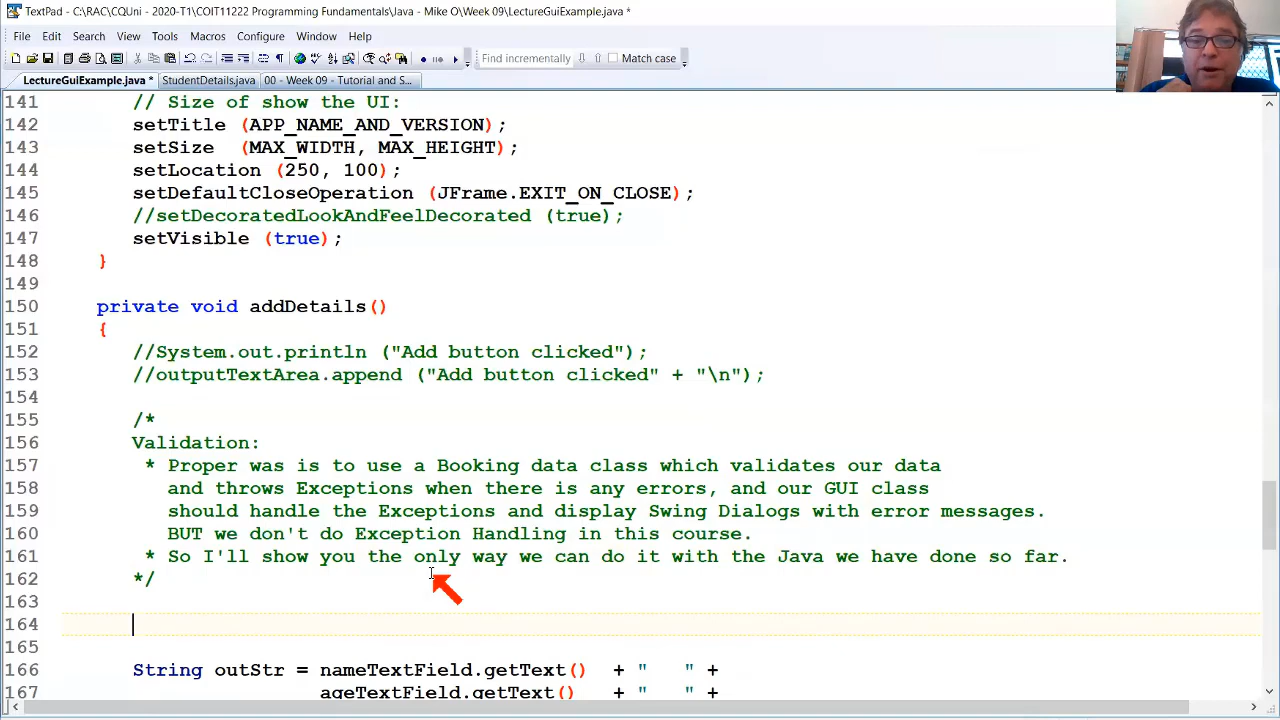 TextPad - C:\RAC\CQUni - 2020-T1\COIT11222 Programming Fundamentals\Java - Mike O\Week 09\LectureGuiExample.java *
File Edit Search View Tools Macros Configure Window Help
Find incrementally Match case
LectureGuiExample.java * StudentDetails.java 00 - Week 09 - Tutorial and S...
141 // Size of show the UI:
142 setTitle (APP_NAME_AND_VERSION);
143 setSize  (MAX_WIDTH, MAX_HEIGHT);
144 setLocation (250, 100);
145 setDefaultCloseOperation (JFrame.EXIT_ON_CLOSE);
146 //setDecoratedLookAndFeelDecorated (true);
147 setVisible (true);
148 }
149
150 private void addDetails()
151 {
152 //System.out.println ("Add button clicked");
153 //outputTextArea.append ("Add button clicked" + "\n");
154
155 /*
156 Validation:
157 * Proper was is to use a Booking data class which validates our data
158 and throws Exceptions when there is any errors, and our GUI class
159 should handle the Exceptions and display Swing Dialogs with error messages.
160 BUT we don't do Exception Handling in this course.
161 * So I'll show you the only way we can do it with the Java we have done so far.
162 */
163
164
165
166 String outStr = nameTextField.getText()  + "   " +
167 ageTextField.getText()   + "   " +